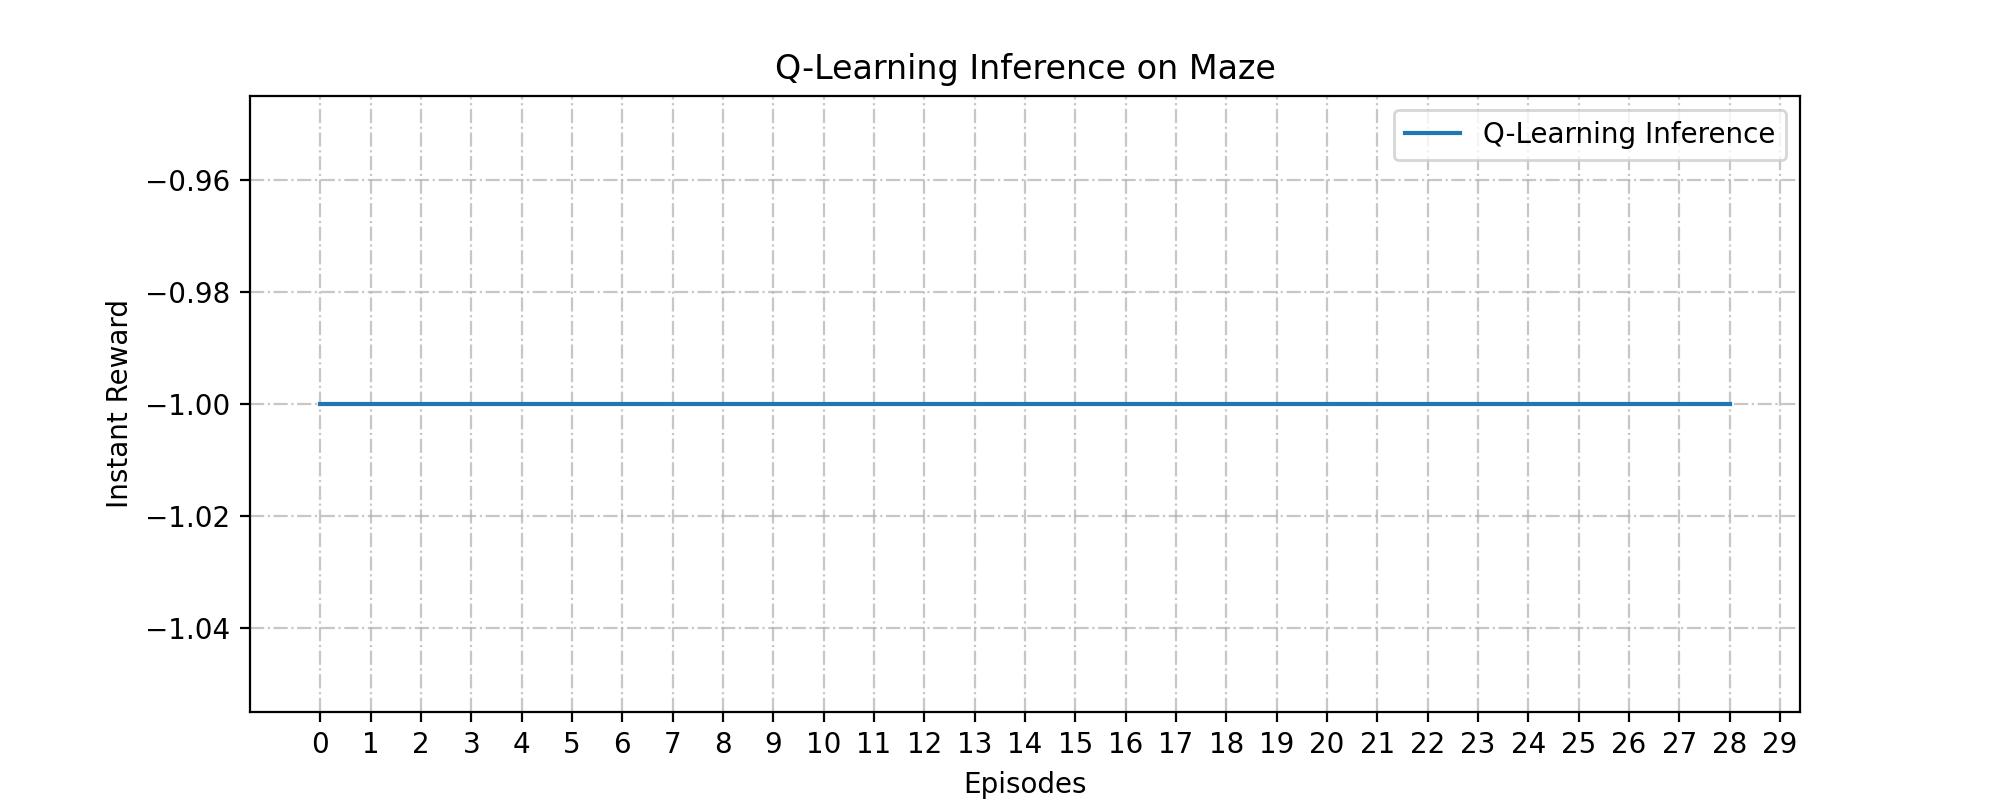 Q-Learning Inference on Maze
Q-Learning Inference
−0.96
−0.98
−1.00
−1.02
−1.04
Instant Reward
0 1 2 3 4 5 6 7 8 9 10 11 12 13 14 15 16 17 18 19 20 21 22 23 24 25 26 27 28 29
Episodes